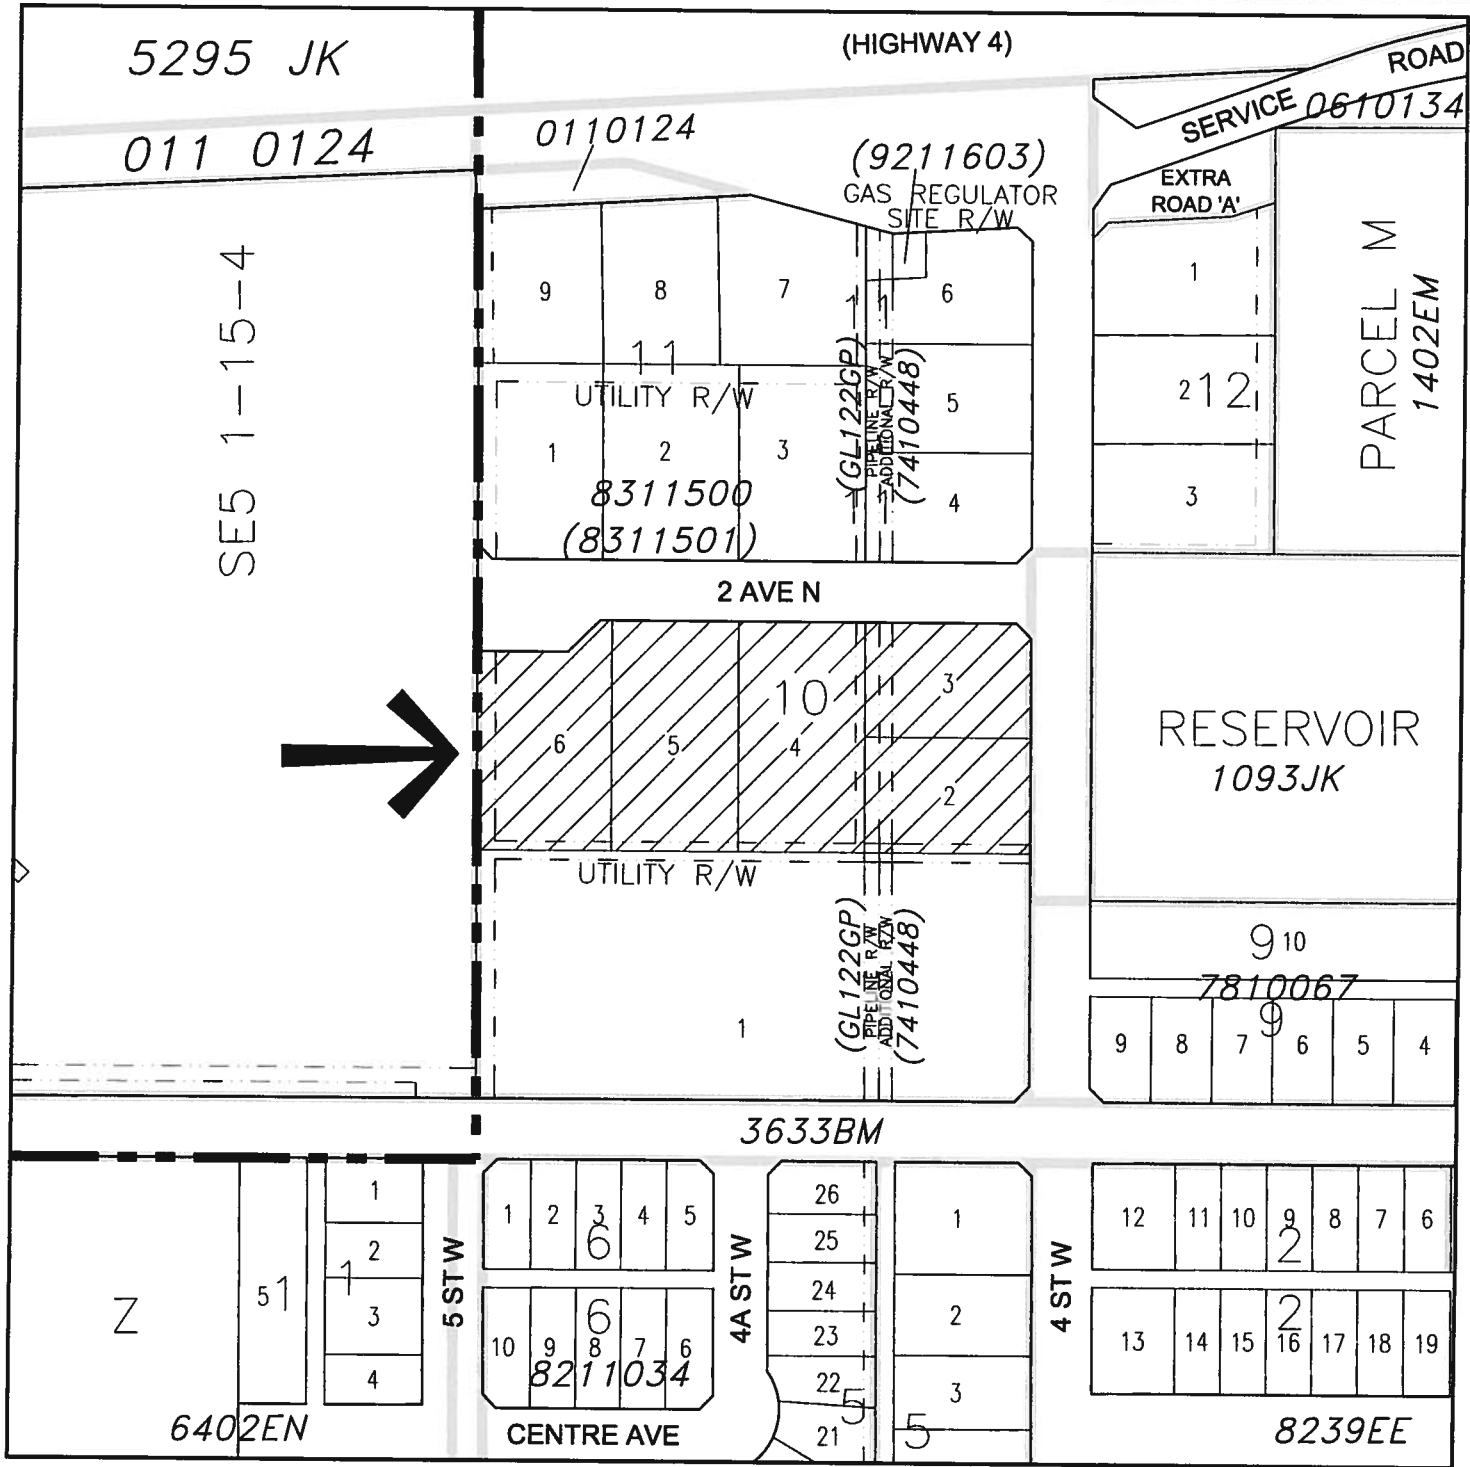 5295 JK
(HIGHWAY 4)
ROAD
SERVICE
0610134
011 0124
0110124
(9211603)
GAS REGULATOR
SITE R/W
EXTRA
ROAD 'A'
PARCEL M
1402EM
SE5 1-15-4
9
8
7
6
1
11
1
1
UTILITY R/W
(GL122GP)
PIPELINE R/W
ADDITIONAL R/W
(7410448)
5
2
12
1
2
3
8311500
(8311501)
1
1
4
3
2 AVE N
10
3
6
5
4
2
RESERVOIR
1093JK
UTILITY R/W
(GL122GP)
PIPELINE R/W
ADDITIONAL R/W
(7410448)
1
9
10
7810067
9
9
8
7
6
5
4
3633BM
1
2
3
4
51
1
Z
6402EN
5 ST W
1
2
3
4
5
6
6
10
9
8
7
6
8211034
CENTRE AVE
4A ST W
26
25
24
23
22
21
5
5
1
2
3
4 ST W
12
11
10
9
8
7
6
2
2
13
14
15
16
17
18
19
8239EE